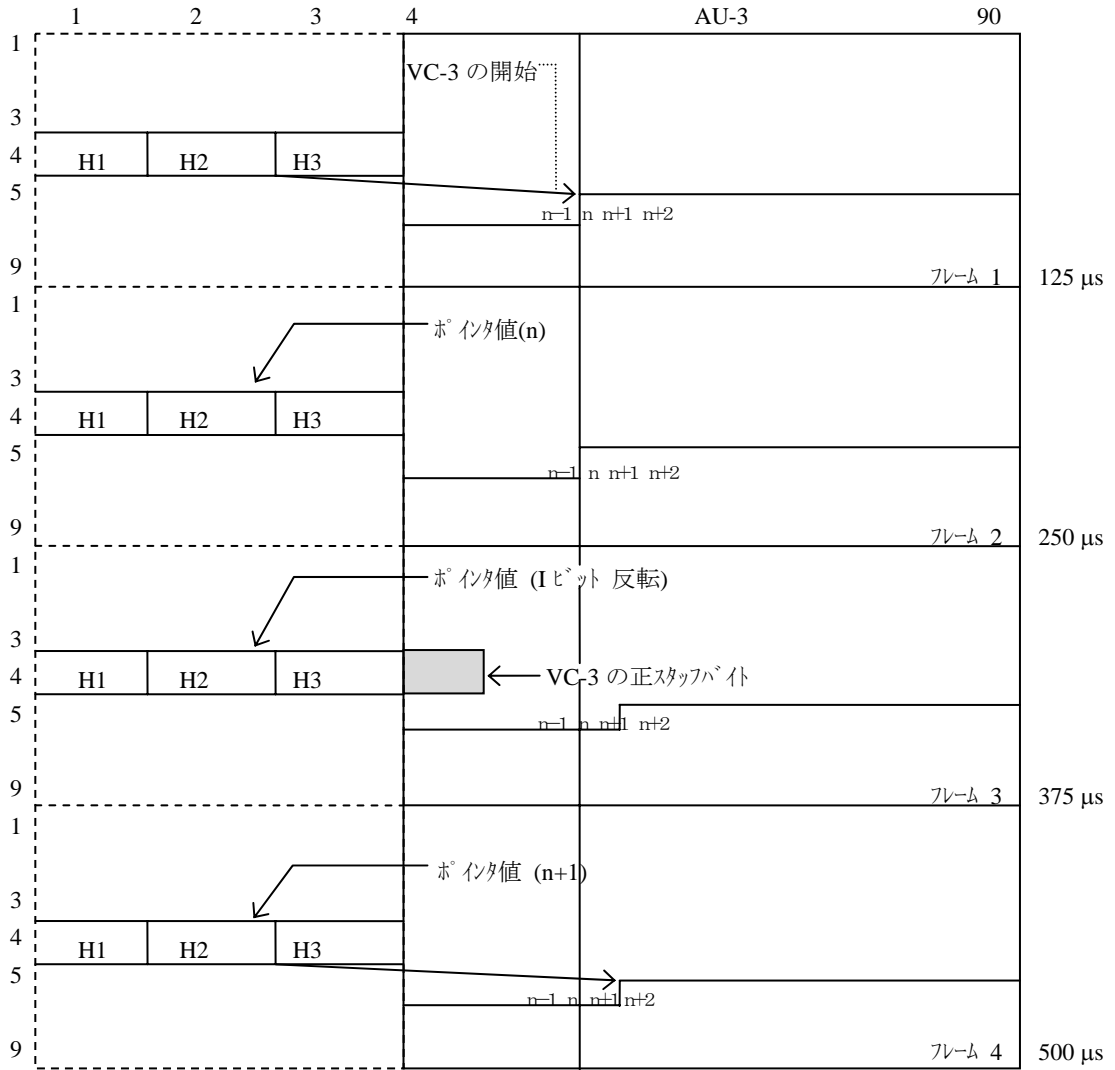 1 2 3 4 AU-3 90
1
VC-3 の開始
3
4 H1 H2 H3
5
n−1 n n+1 n+2
9 フレーム 1 125 μs
1
ポインタ値(n)
3
4 H1 H2 H3
5
n−1 n n+1 n+2
9 フレーム 2 250 μs
1
ポインタ値 (I ビット 反転)
3
4 H1 H2 H3 VC-3 の正スタッフバイト
5
n−1 n n+1 n+2
9 フレーム 3 375 μs
1
ポインタ値 (n+1)
3
4 H1 H2 H3
5
n−1 n n+1 n+2
9 フレーム 4 500 μs